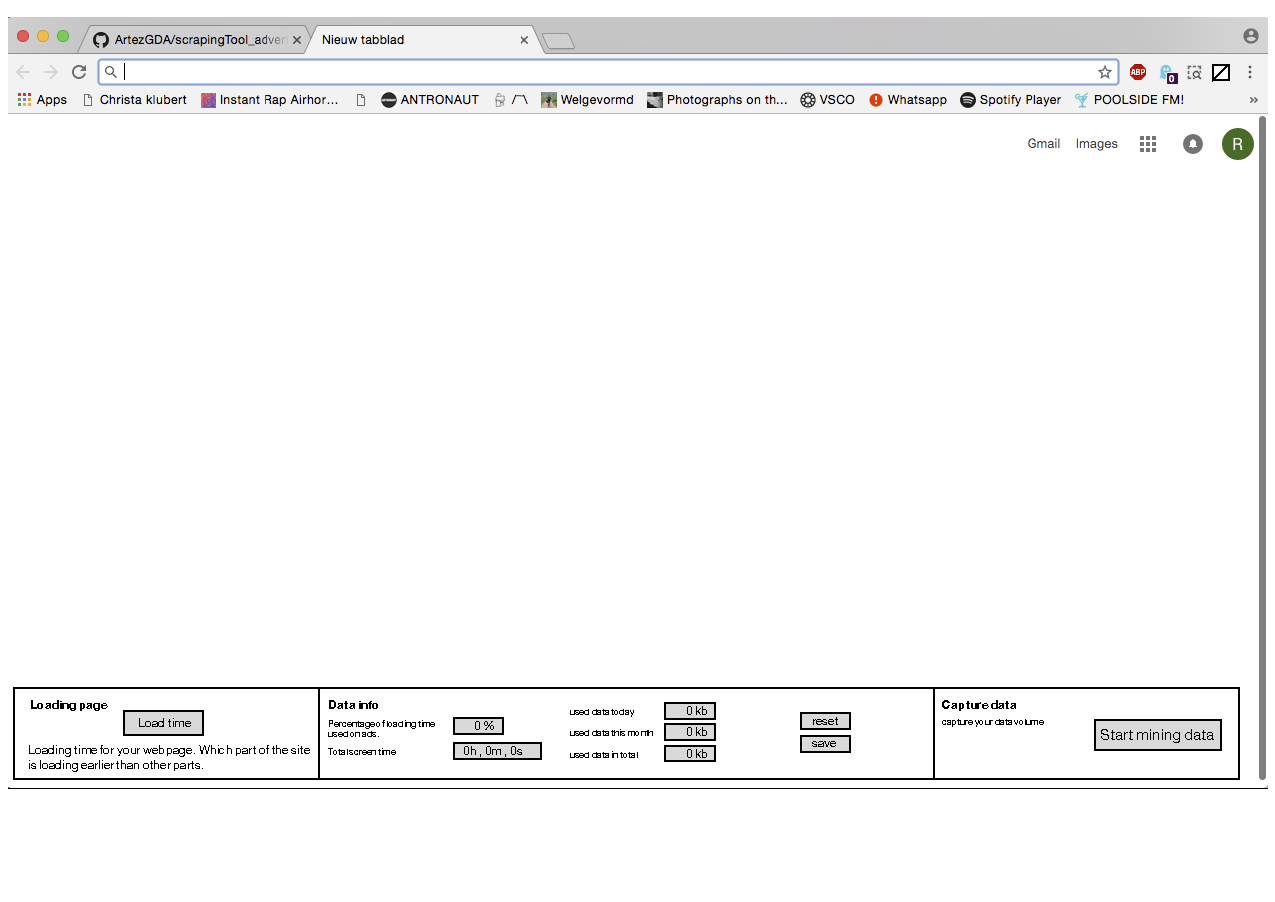 ArtezGDA/scrapingTool_adver
Nieuw tabblad
ABP
0
Apps
Christa klubert
Instant Rap Airhor...
ANTRONAUT
Welgevormd
Photographs on th...
VSCO
Whatsapp
Spotify Player
POOLSIDE FM!
»
Gmail
Images
R
Loading page
Load time
Loading time for your webpage. Which part of the site
is loading earlier than other parts.
Data info
Percentage of loading time
used on ads.
0 %
Total screen time
0h , 0m , 0s
used data today
0 kb
used data this month
0 kb
used data in total
0 kb
reset
save
Capture data
capture your data volume
Start mining data